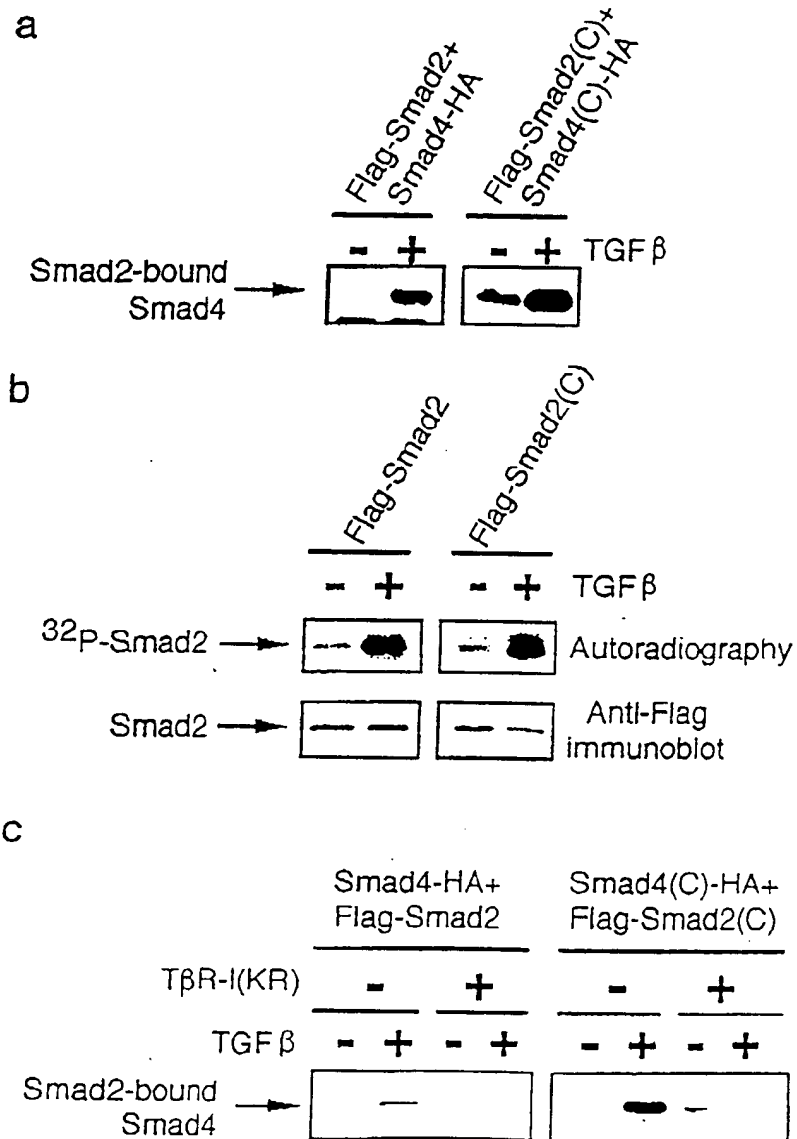 a
Flag-Smad2+
Smad4-HA
Flag-Smad2(C)+
Smad4(C)-HA
- + - + TGFβ
Smad2-bound
Smad4
b
Flag-Smad2
Flag-Smad2(C)
- + - + TGFβ
32P-Smad2
Autoradiography
Smad2
Anti-Flag
immunoblot
c
Smad4-HA+
Flag-Smad2
Smad4(C)-HA+
Flag-Smad2(C)
TβR-I(KR) - + - +
TGFβ - + - + - + - +
Smad2-bound
Smad4